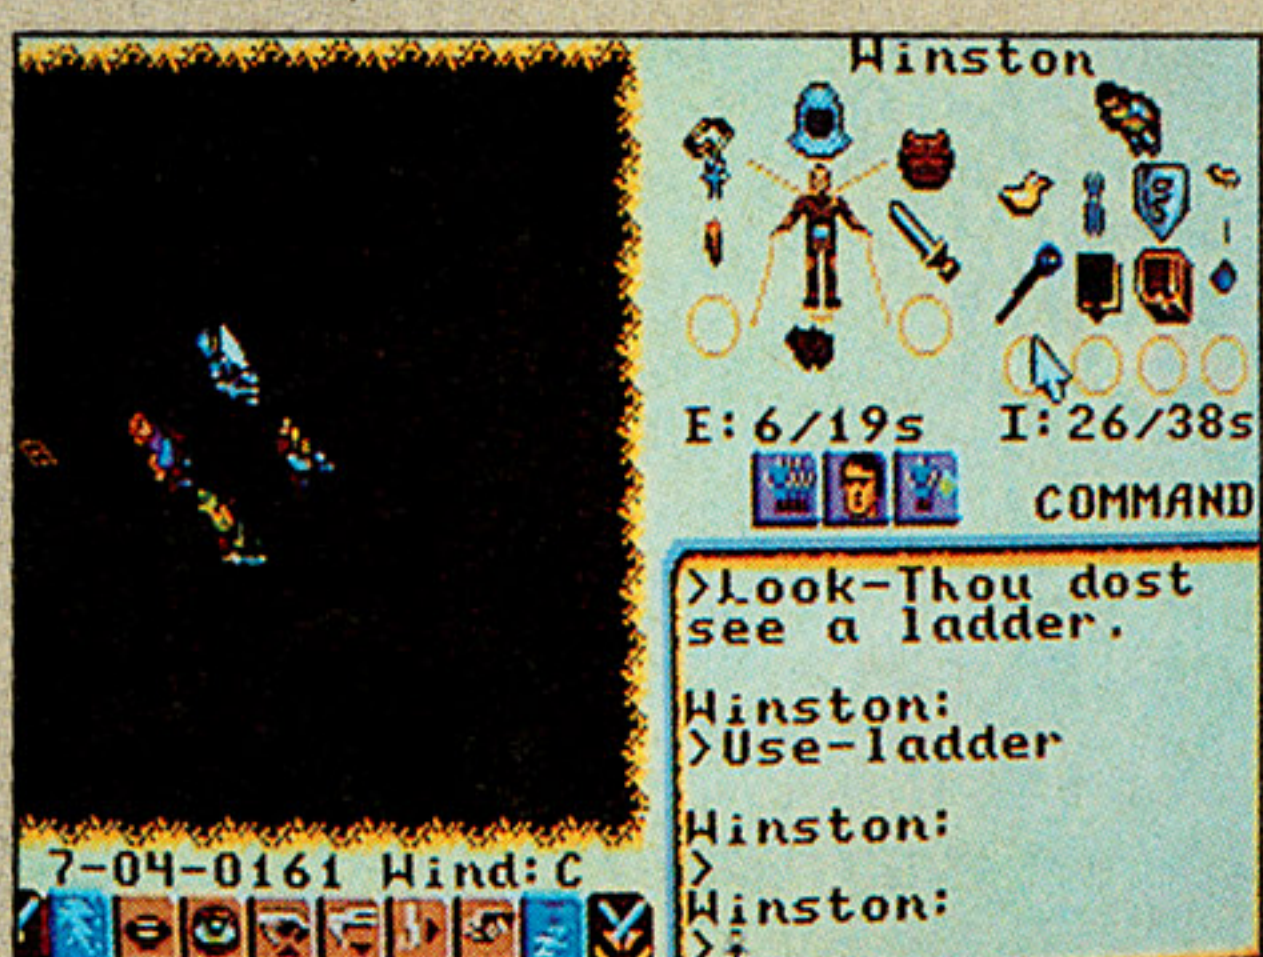 Winston
E:6/19s I:26/38s
COMMAND
>Look-Thou dost
see a ladder.
Winston:
>Use-ladder
Winston:
>
Winston:
>
7-04-0161 Wind:C